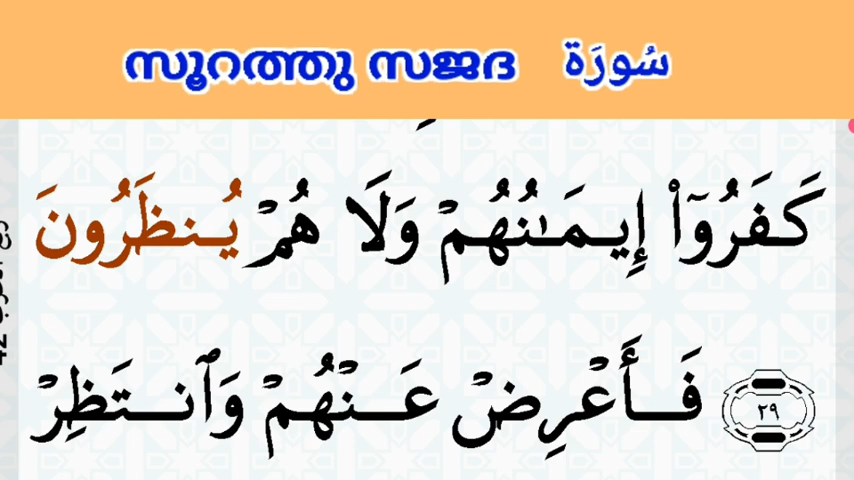 സൂറത്തു സജദ سُورَة
كَفَرُوٓا۟ إِيمَـٰنُهُمْ وَلَا هُمْ يُنظَرُونَ
٢٩ فَأَعْرِضْ عَنْهُمْ وَٱنتَظِرْ